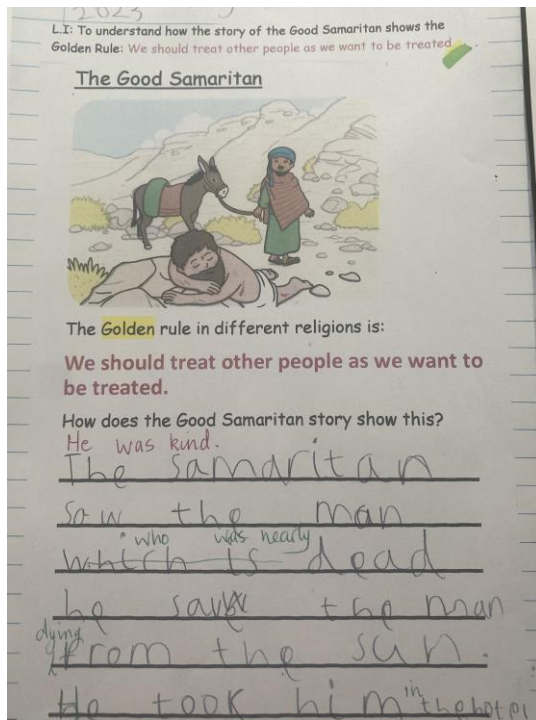 2023
L.I: To understand how the story of the Good Samaritan shows the
Golden Rule: We should treat other people as we want to be treated.
The Good Samaritan
The Golden rule in different religions is:
We should treat other people as we want to
be treated.
How does the Good Samaritan story show this?
He was kind.
The samaritan
saw the man
who was nearly
which is dead
he save the man
dying
from the sun.
He took him in the hotel